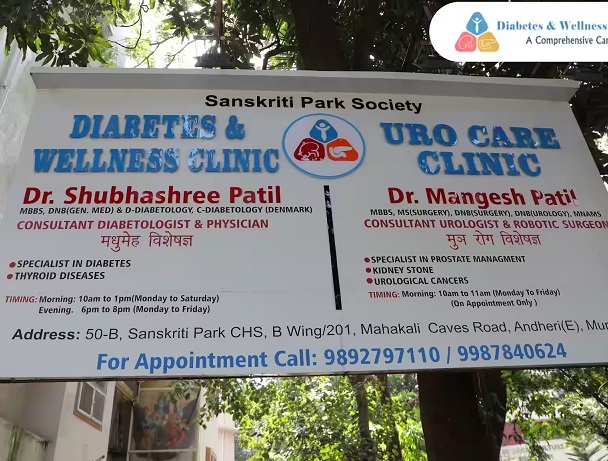 Diabetes & Wellness
A Comprehensive
Sanskriti Park Society
DIABETES &
WELLNESS CLINIC
Dr. Shubhashree Patil
MBBS, DNB(GEN. MED) & D-DIABETOLOGY, C-DIABETOLOGY (DENMARK)
CONSULTANT DIABETOLOGIST & PHYSICIAN
मधुमेह विशेषज्ञ
SPECIALIST IN DIABETES
THYROID DISEASES
TIMING: Morning: 10am to 1pm(Monday to Saturday)
Evening. 6pm to 8pm (Monday to Friday)
URO CARE
CLINIC
Dr. Mangesh Patil
MBBS, MS(SURGERY), DNB(SURGERY), DNB(UROLOGY), MNAMS
CONSULTANT UROLOGIST & ROBOTIC SURGEON
मुत्र रोग विशेषज्ञ
SPECIALIST IN PROSTATE MANAGMENT
KIDNEY STONE
UROLOGICAL CANCERS
TIMING: Morning: 10am to 11am (Monday To Friday)
(On Appointment Only )
Address: 50-B, Sanskriti Park CHS, B Wing/201, Mahakali Caves Road, Andheri(E),
For Appointment Call: 9892797110 / 9987840624